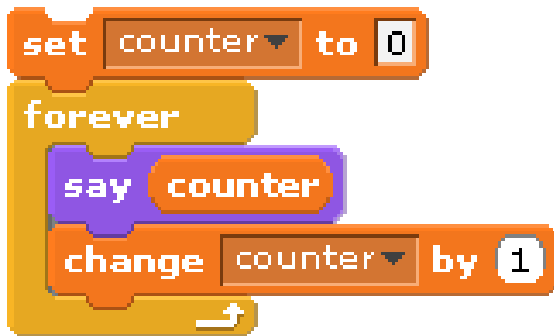 set counter to 0
forever
say counter
change counter by 1